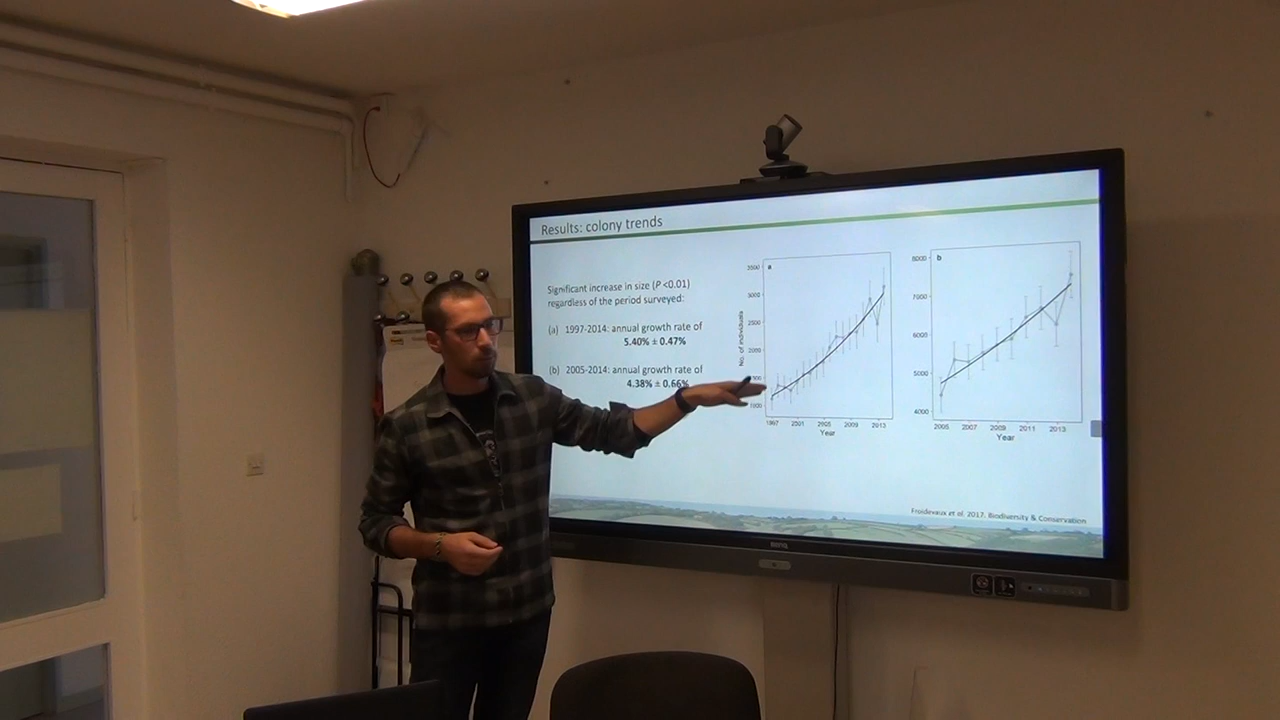 Results: colony trends
Significant increase in size (P <0.01)
regardless of the period surveyed:
(a) 1997-2014: annual growth rate of
5.40% ± 0.47%
(b) 2005-2014: annual growth rate of
4.38% ± 0.66%
a
3500
3000
2500
2000
1000
No. of individuals
1997 2001 2005 2009 2013
Year
b
8000
7000
6000
5000
4000
2005 2007 2009 2011 2013
Year
Froidevaux et al. 2017. Biodiversity & Conservation
BenQ